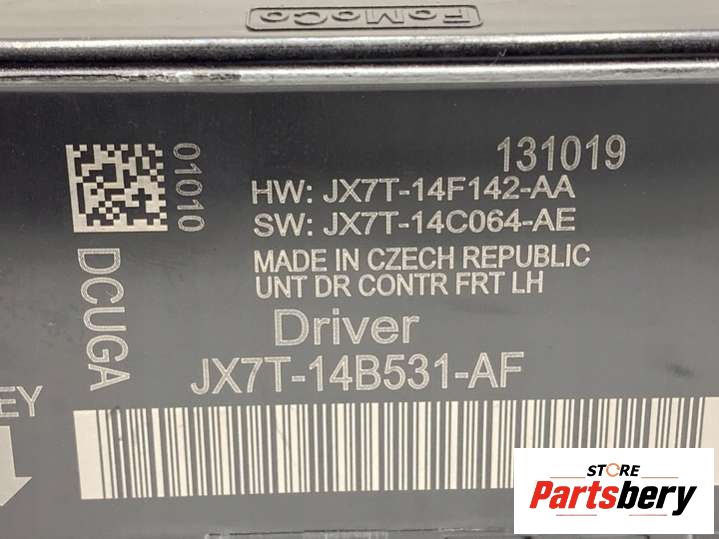 FoMoCo
131019
01010
HW: JX7T-14F142-AA
SW: JX7T-14C064-AE
MADE IN CZECH REPUBLIC
UNT DR CONTR FRT LH
DCUGA
Driver
JX7T-14B531-AF
EY
STORE
Partsbery